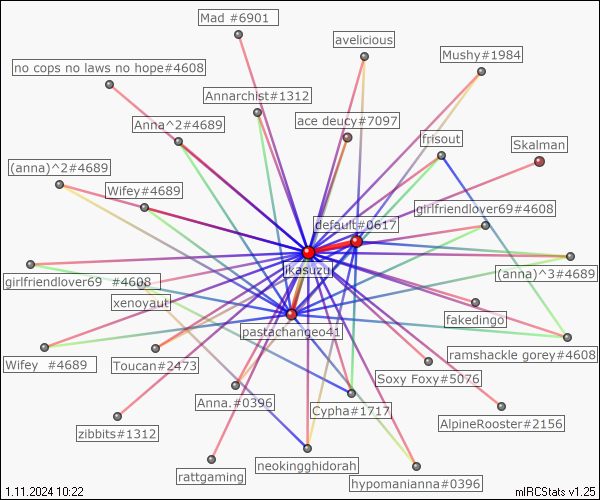 Mad #6901
avelicious
Mushy#1984
no cops no laws no hope#4608
Annarchist#1312
ace deucy#7097
Anna^2#4689
frisout
Skalman
(anna)^2#4689
Wifey#4689
girlfriendlover69#4608
default#0617
ikasuzu
(anna)^3#4689
girlfriendlover69  #4608
xenoyaut
fakedingo
pastachangeo41
ramshackle gorey#4608
Wifey  #4689
Toucan#2473
Soxy Foxy#5076
Anna.#0396
Cypha#1717
AlpineRooster#2156
zibbits#1312
neokingghidorah
rattgaming
hypomanianna#0396
1.11.2024 10:22
mIRCStats v1.25